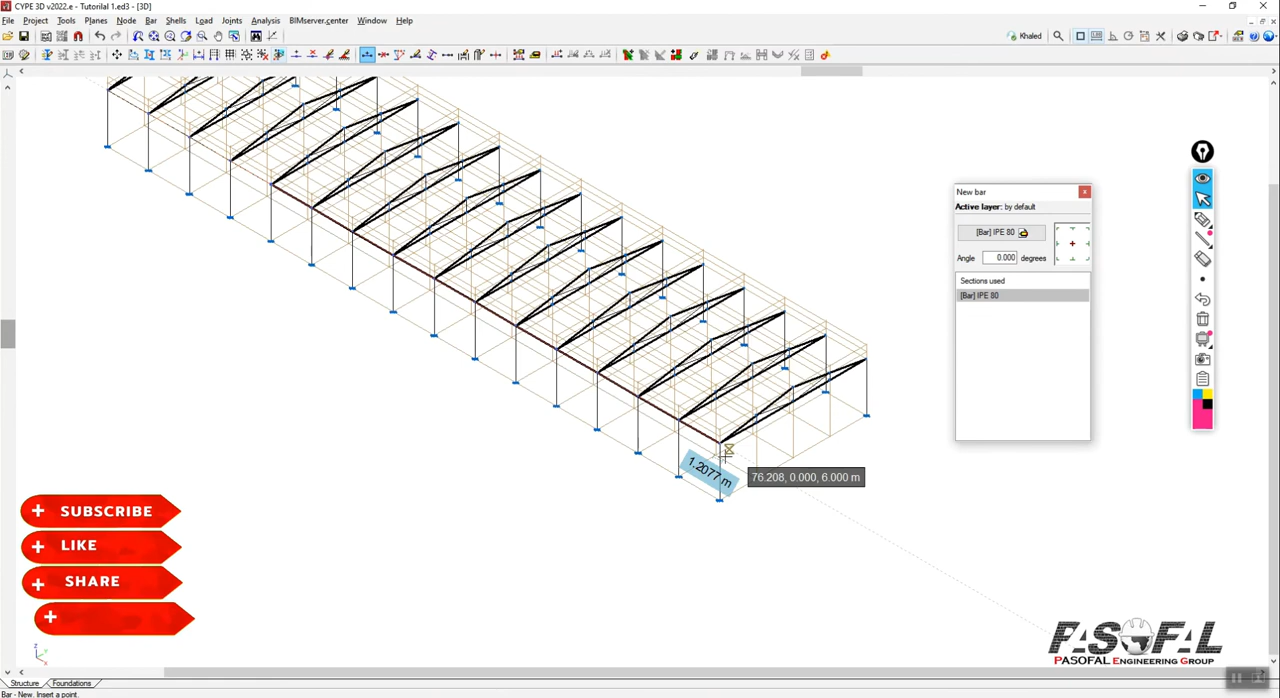 CYPE 3D v2022.e - Tutorilal 1.ed3 - [3D]
File Project Tools Planes Node Bar Shells Load Joints Analysis BIMserver.center Window Help
Khaled
New bar
Active layer: by default
[Bar] IPE 80
Angle 0.000 degrees
Sections used
[Bar] IPE 80
1.2077 m
76.208, 0.000, 6.000 m
+ SUBSCRIBE
+ LIKE
+ SHARE
+
PASOFAL
PASOFAL ENGINEERING GROUP
z
x
Structure Foundations
Bar - New. Insert a point.